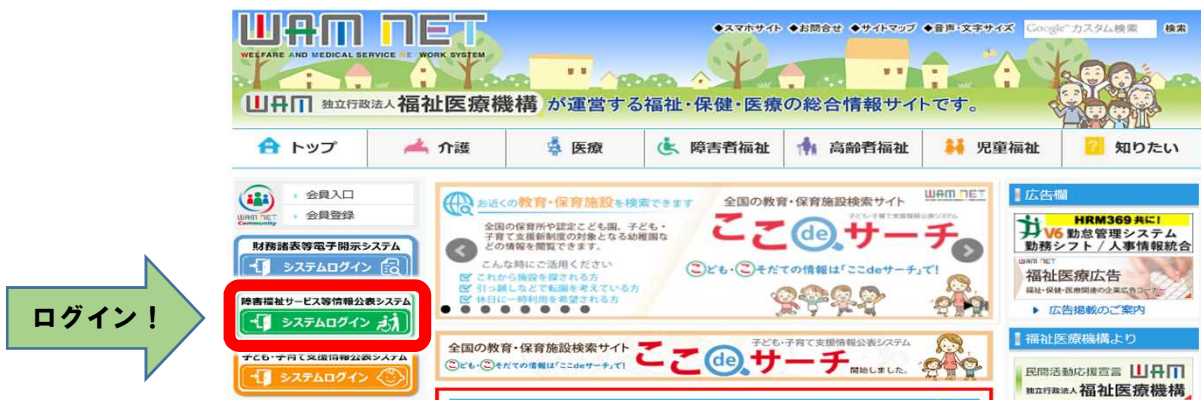 WAM NET
WELFARE AND MEDICAL SERVICE NETWORK SYSTEM
◆スマホサイト ◆お問合せ ◆サイトマップ ◆音声・文字サイズ Google カスタム検索 検索
WAM 独立行政法人福祉医療機構 が運営する福祉・保健・医療の総合情報サイトです。
トップ 介護 医療 障害者福祉 高齢者福祉 児童福祉 知りたい
会員入口
会員登録
WAM NET Community
財務諸表等電子開示システム
システムログイン
ログイン！
障害福祉サービス等情報公表システム
システムログイン
子ども・子育て支援情報公表システム
システムログイン
お近くの教育・保育施設を検索できます
全国の保育所や認定こども園、子ども・
子育て支援新制度の対象となる幼稚園な
どの情報を閲覧できます。
こんな時にご活用ください
これから施設を探される方
引っ越しなどで転園を考えている方
休日に一時利用を希望される方
WAM NET
全国の教育・保育施設検索サイト
子ども・子育て支援情報公表システム
ここdeサーチ
こども・こそだての情報は「ここdeサーチ」で!
全国の教育・保育施設検索サイト
こども・こそだての情報は「ここdeサーチ」で!
子ども・子育て支援情報公表システム
ここdeサーチ
開始しました。
広告欄
HRM369 共に!
V6 勤怠管理システム
勤務シフト / 人事情報統合
WAM NET
福祉医療広告
福祉・保健・医療関連の企業広告コーナー
広告掲載のご案内
福祉医療機構より
民間活動応援宣言 WAM
独立行政法人福祉医療機構